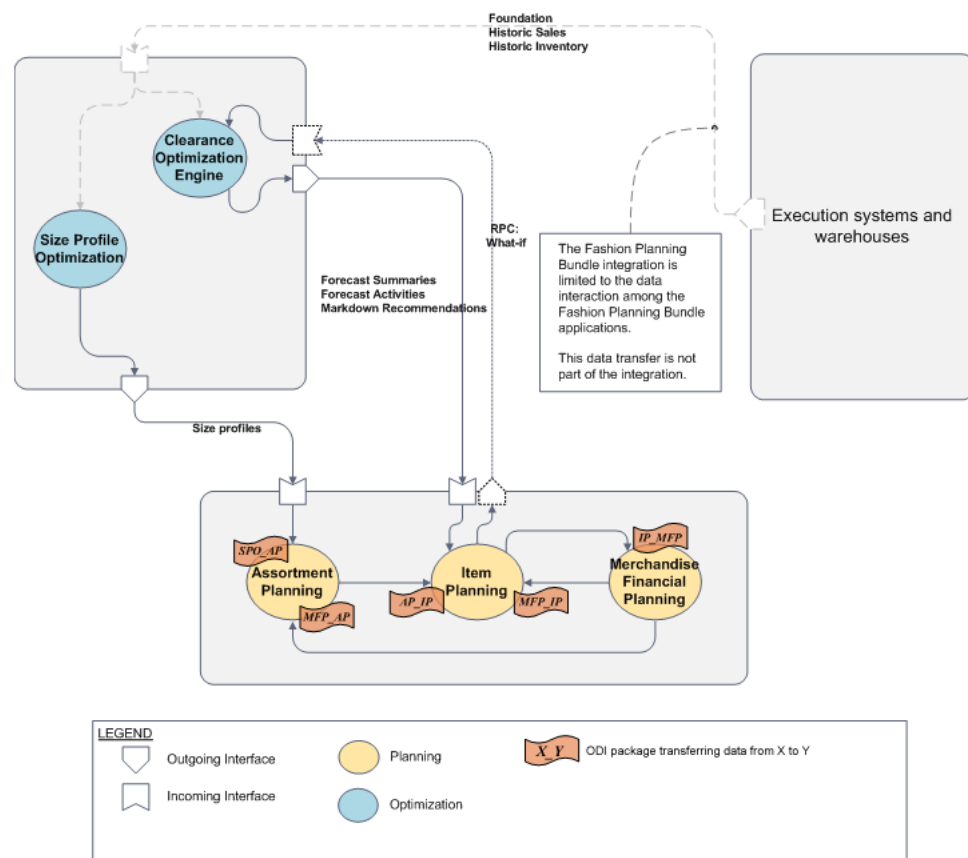 Foundation
Historic Sales
Historic Inventory
Clearance
Optimization
Engine
Size Profile
Optimization
RPC:
What-if
Forecast Summaries
Forecast Activities
Markdown Recommendations
Execution systems and
warehouses
The Fashion Planning
Bundle integration is
limited to the data
interaction among the
Fashion Planning Bundle
applications.
This data transfer is not
part of the integration.
Size profiles
SPO_AP
Assortment
Planning
MFP_AP
Item
Planning
AP_IP
MFP_IP
IP_MFP
Merchandise
Financial
Planning
LEGEND
Outgoing Interface
Incoming Interface
Planning
Optimization
X_Y
ODI package transferring data from X to Y